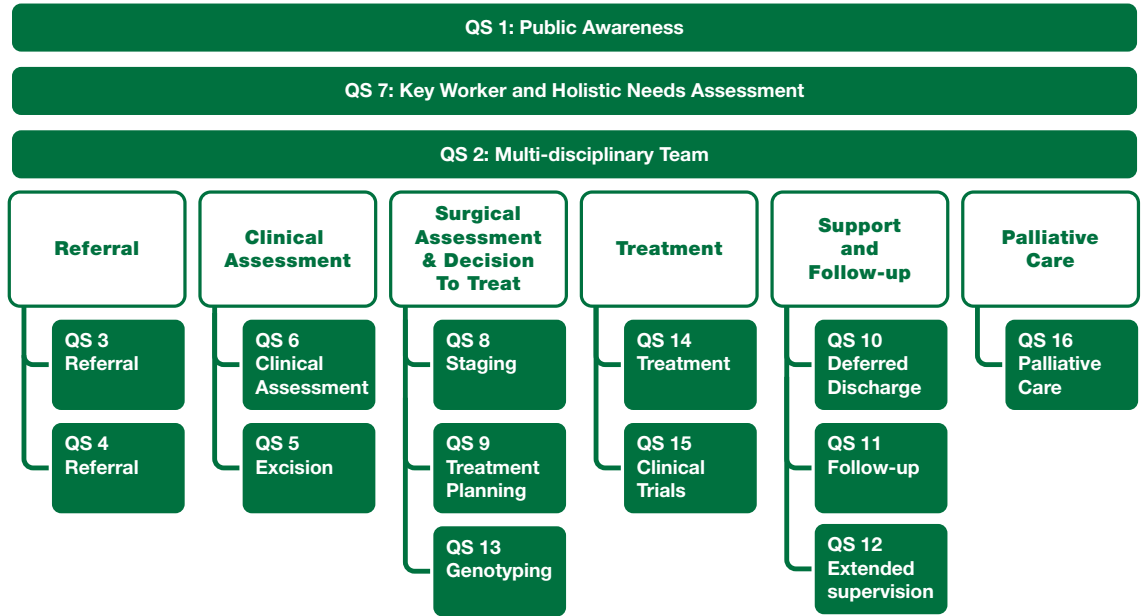 QS 1: Public Awareness
QS 7: Key Worker and Holistic Needs Assessment
QS 2: Multi-disciplinary Team
Referral
QS 3
Referral
QS 4
Referral
Clinical
Assessment
QS 6
Clinical
Assessment
QS 5
Excision
Surgical
Assessment
& Decision
To Treat
QS 8
Staging
QS 9
Treatment
Planning
QS 13
Genotyping
Treatment
QS 14
Treatment
QS 15
Clinical
Trials
Support
and
Follow-up
QS 10
Deferred
Discharge
QS 11
Follow-up
QS 12
Extended
supervision
Palliative
Care
QS 16
Palliative
Care